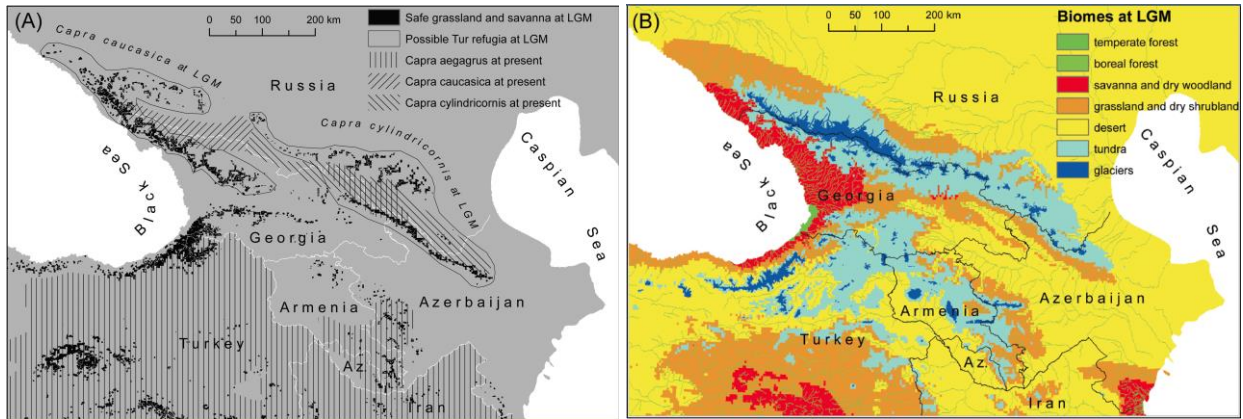 (A)
0 50 100 200 km
Safe grassland and savanna at LGM
Possible Tur refugia at LGM
Capra aegagrus at present
Capra caucasica at present
Capra cylindricornis at present
Capra caucasica at LGM
Russia
Capra cylindricornis at LGM
Black Sea
Caspian
Sea
Georgia
Armenia
Azerbaijan
Turkey
Az.
Iran
(B)
0 50 100 200 km
Biomes at LGM
temperate forest
boreal forest
savanna and dry woodland
grassland and dry shrubland
desert
tundra
glaciers
Russia
Black Sea
Caspian
Sea
Georgia
Azerbaijan
Armenia
Turkey
Az.
Iran